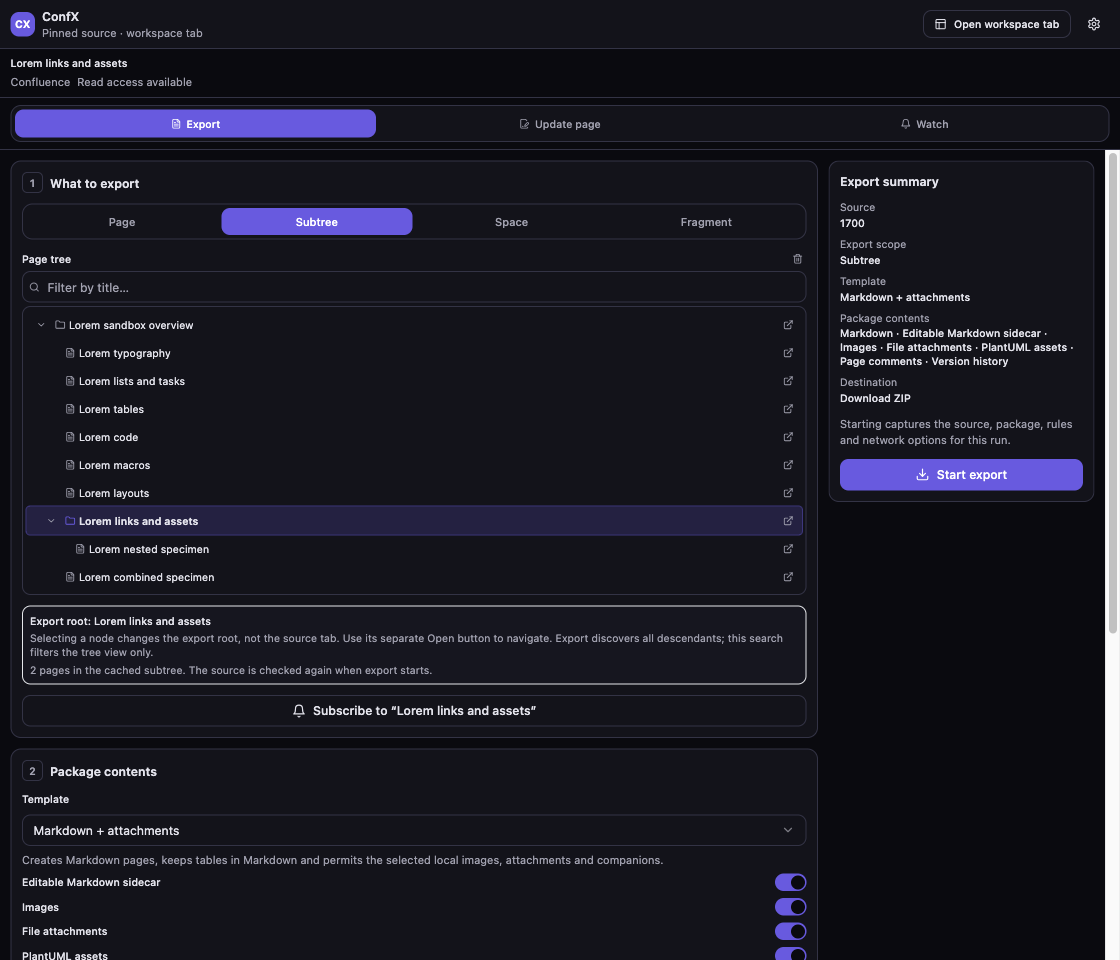 CX
ConfX
Pinned source · workspace tab
Open workspace tab
Lorem links and assets
Confluence Read access available
Export
Update page
Watch
1 What to export
Page
Subtree
Space
Fragment
Page tree
Filter by title...
Lorem sandbox overview
Lorem typography
Lorem lists and tasks
Lorem tables
Lorem code
Lorem macros
Lorem layouts
Lorem links and assets
Lorem nested specimen
Lorem combined specimen
Export root: Lorem links and assets
Selecting a node changes the export root, not the source tab. Use its separate Open button to navigate. Export discovers all descendants; this search
filters the tree view only.
2 pages in the cached subtree. The source is checked again when export starts.
Subscribe to “Lorem links and assets”
2 Package contents
Template
Markdown + attachments
Creates Markdown pages, keeps tables in Markdown and permits the selected local images, attachments and companions.
Editable Markdown sidecar
Images
File attachments
PlantUML assets
Export summary
Source
1700
Export scope
Subtree
Template
Markdown + attachments
Package contents
Markdown · Editable Markdown sidecar ·
Images · File attachments · PlantUML assets ·
Page comments · Version history
Destination
Download ZIP
Starting captures the source, package, rules
and network options for this run.
Start export